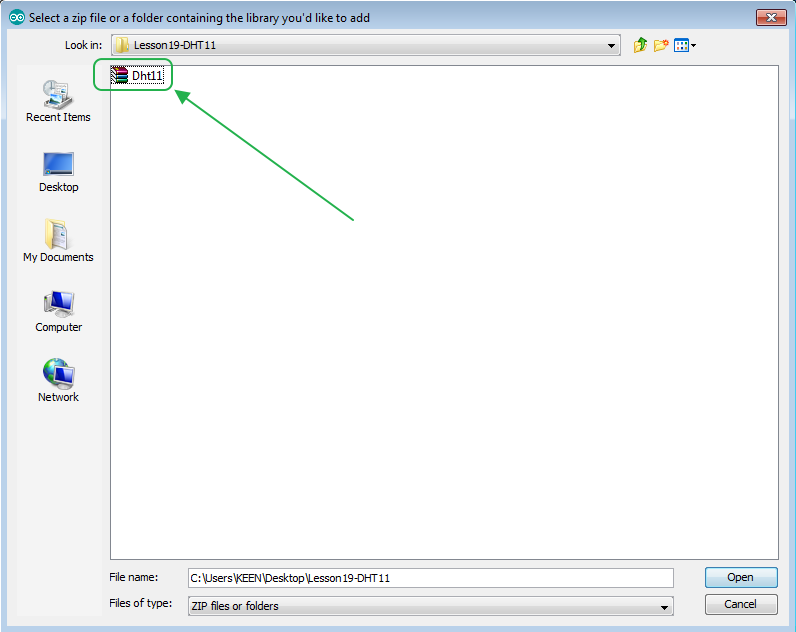 Select a zip file or a folder containing the library you'd like to add
Look in: Lesson19-DHT11
Dht11
Recent Items
Desktop
My Documents
Computer
Network
File name: C:\Users\KEEN\Desktop\Lesson19-DHT11 Open
Files of type: ZIP files or folders Cancel